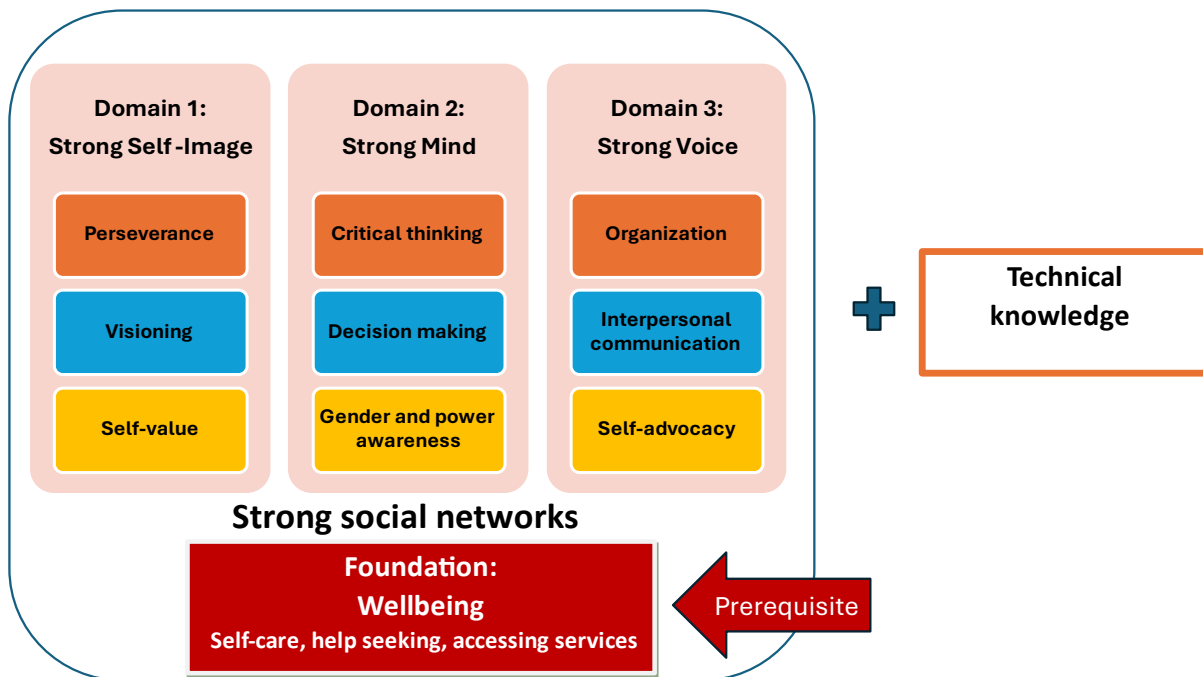 Domain 1:
Strong Self-Image
Perseverance
Visioning
Self-value
Domain 2:
Strong Mind
Critical thinking
Decision making
Gender and power
awareness
Domain 3:
Strong Voice
Organization
Interpersonal
communication
Self-advocacy
Strong social networks
Foundation:
Wellbeing
Self-care, help seeking, accessing services
Prerequisite
Technical
knowledge